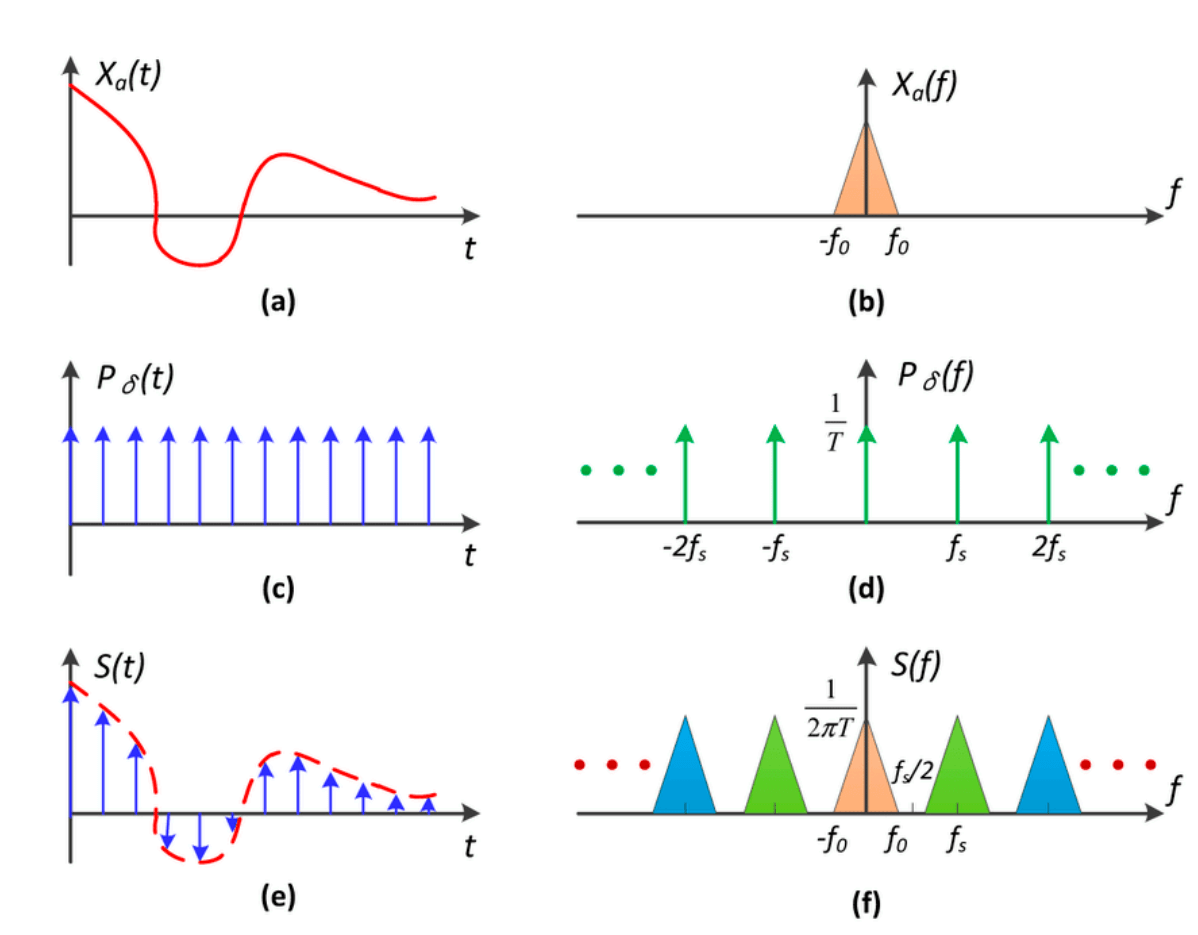 Xa(t)
t
(a)
Xa(f)
f
-f0 f0
(b)
P δ(t)
t
(c)
P δ(f)
1
T
f
-2fs -fs fs 2fs
(d)
S(t)
t
(e)
S(f)
1
2πT
fs/2
f
-f0 f0 fs
(f)